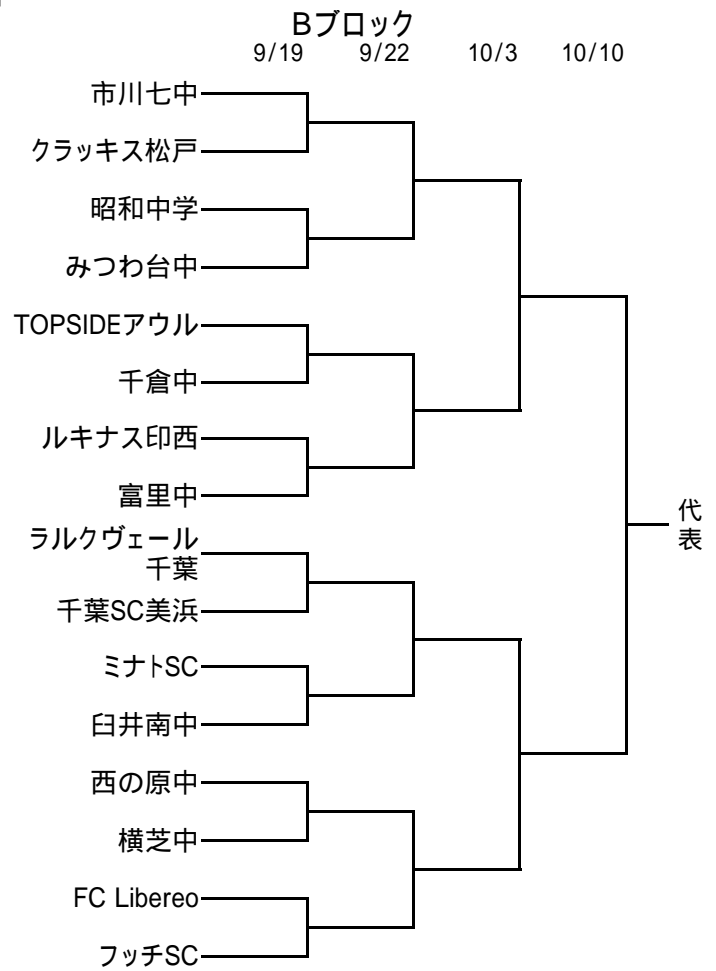 Bブロック
9/19 9/22 10/3 10/10
市川七中
クラッキス松戸
昭和中学
みつわ台中
TOPSIDEアウル
千倉中
ルキナス印西
富里中
ラルクヴェール
千葉
千葉SC美浜
ミナトSC
臼井南中
西の原中
横芝中
FC Libereo
フッチSC
代
表